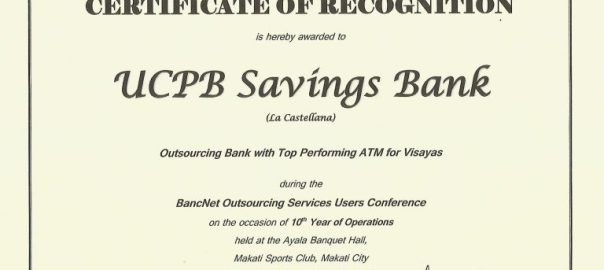 CERTIFICATE OF RECOGNITION
is hereby awarded to
UCPB Savings Bank
(La Castellana)
Outsourcing Bank with Top Performing ATM for Visayas
during the
BancNet Outsourcing Services Users Conference
on the occasion of 10th Year of Operations
held at the Ayala Banquet Hall,
Makati Sports Club, Makati City